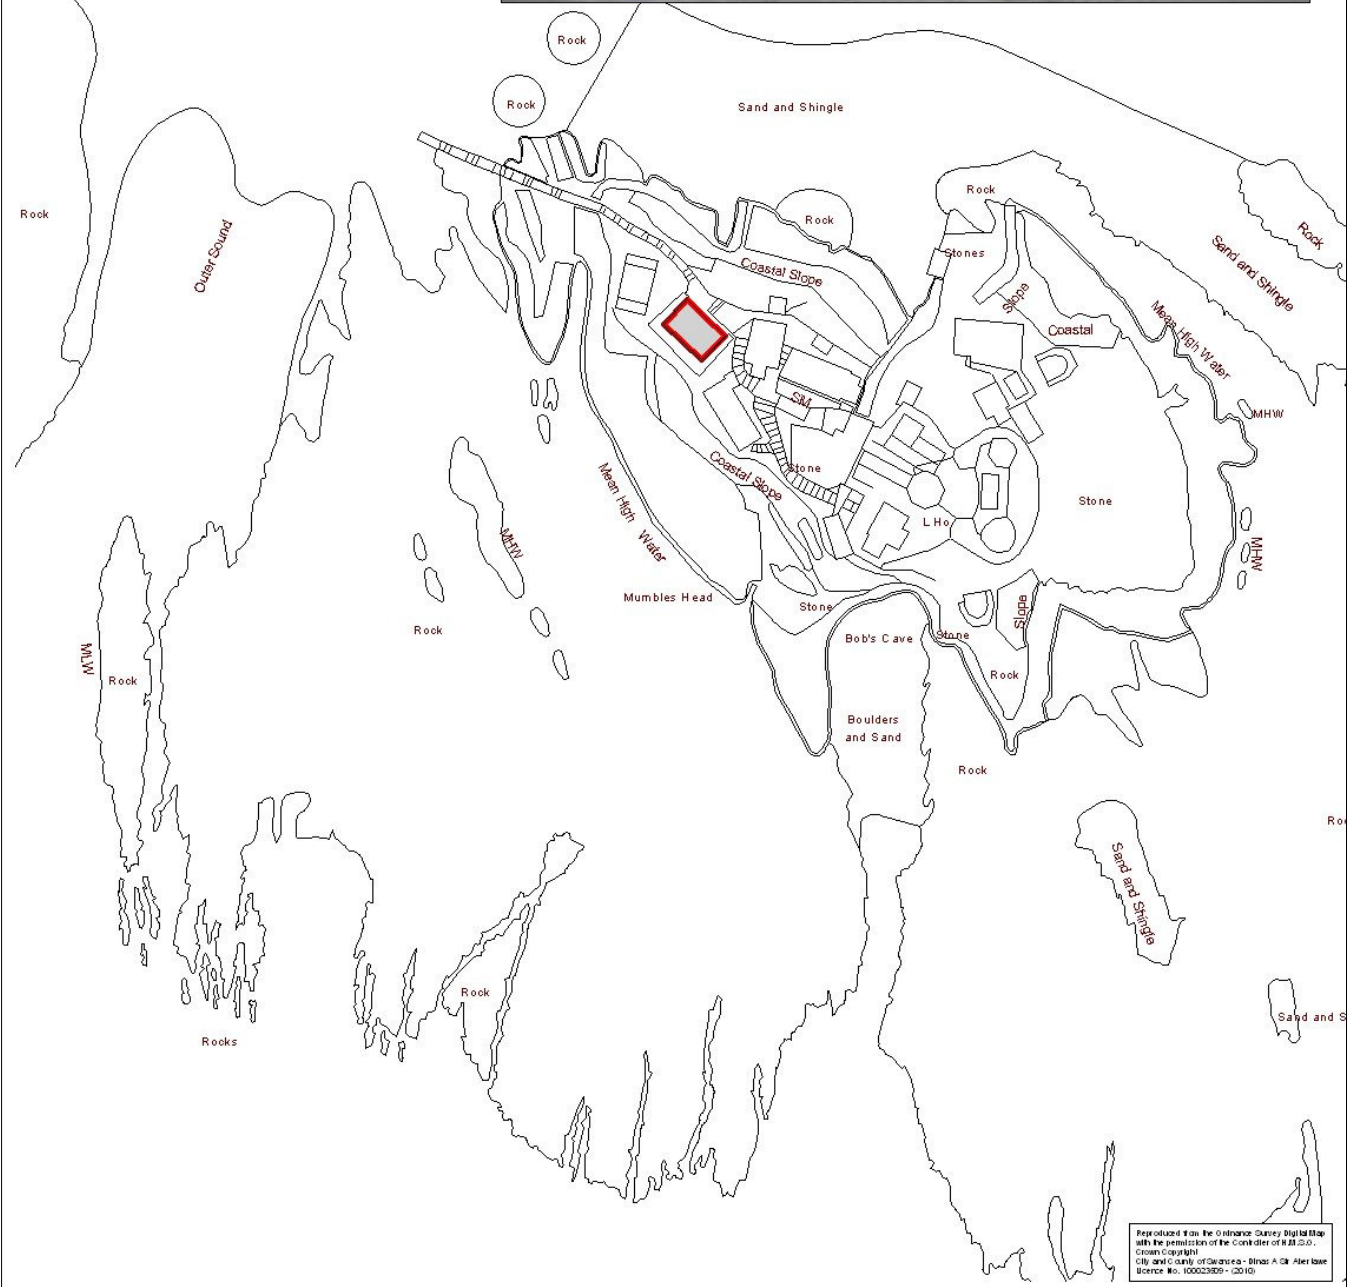 Rock
Rock
Sand and Shingle
Rock
Rock
Rock
Rock
Outer Sound
Coastal Slope
Stones
Sand and Shingle
Slope
Coastal
Mean High Water
SM
MHW
Coastal Slope
Stone
Mean High Water
Stone
L Ho
MHW
MHW
Mumbles Head
Stone
Slope
Rock
Bob's Cave
Stone
MLW
Rock
Rock
Boulders
and Sand
Rock
Sand and Shingle
Rock
Sand and S
Rocks
Reproduced from the Ordnance Survey Digital Map
with the permission of the Controller of H.M.S.O.
Crown Copyright
City and County of Swansea - Dinas A Sir Abertawe
Licence No. 100023509 - (2010)